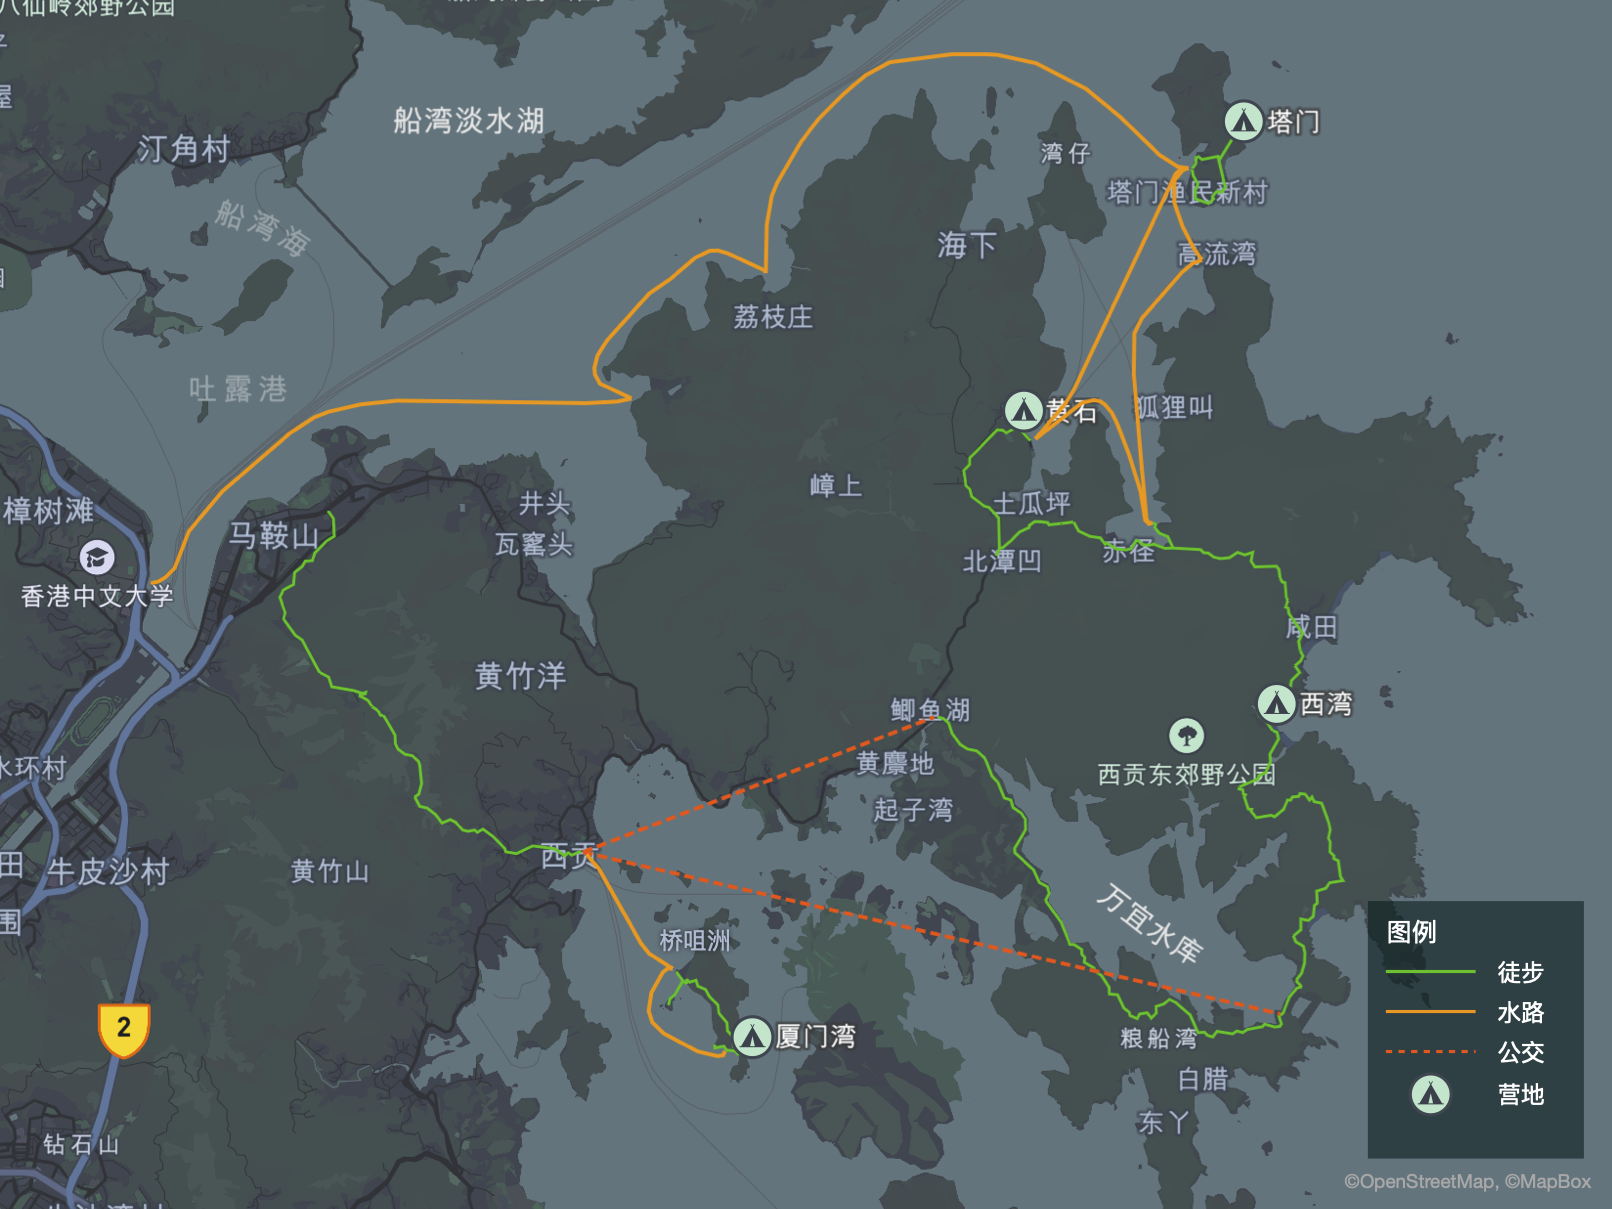 八仙岭郊野公园
船湾淡水湖
汀角村
塔门
湾仔
塔门渔民新村
船湾海
海下
高流湾
荔枝庄
吐露港
黄石
狐狸叫
嶂上
井头
土瓜坪
樟树滩
马鞍山
瓦窰头
北潭凹
赤径
香港中文大学
咸田
黄竹洋
西湾
鲫鱼湖
黄麖地
西贡东郊野公园
水环村
起子湾
西贡
田
牛皮沙村
黄竹山
万宜水库
围
桥咀洲
图例
徒步
水路
公交
营地
2
厦门湾
粮船湾
白腊
东丫
钻石山
©OpenStreetMap, ©MapBox